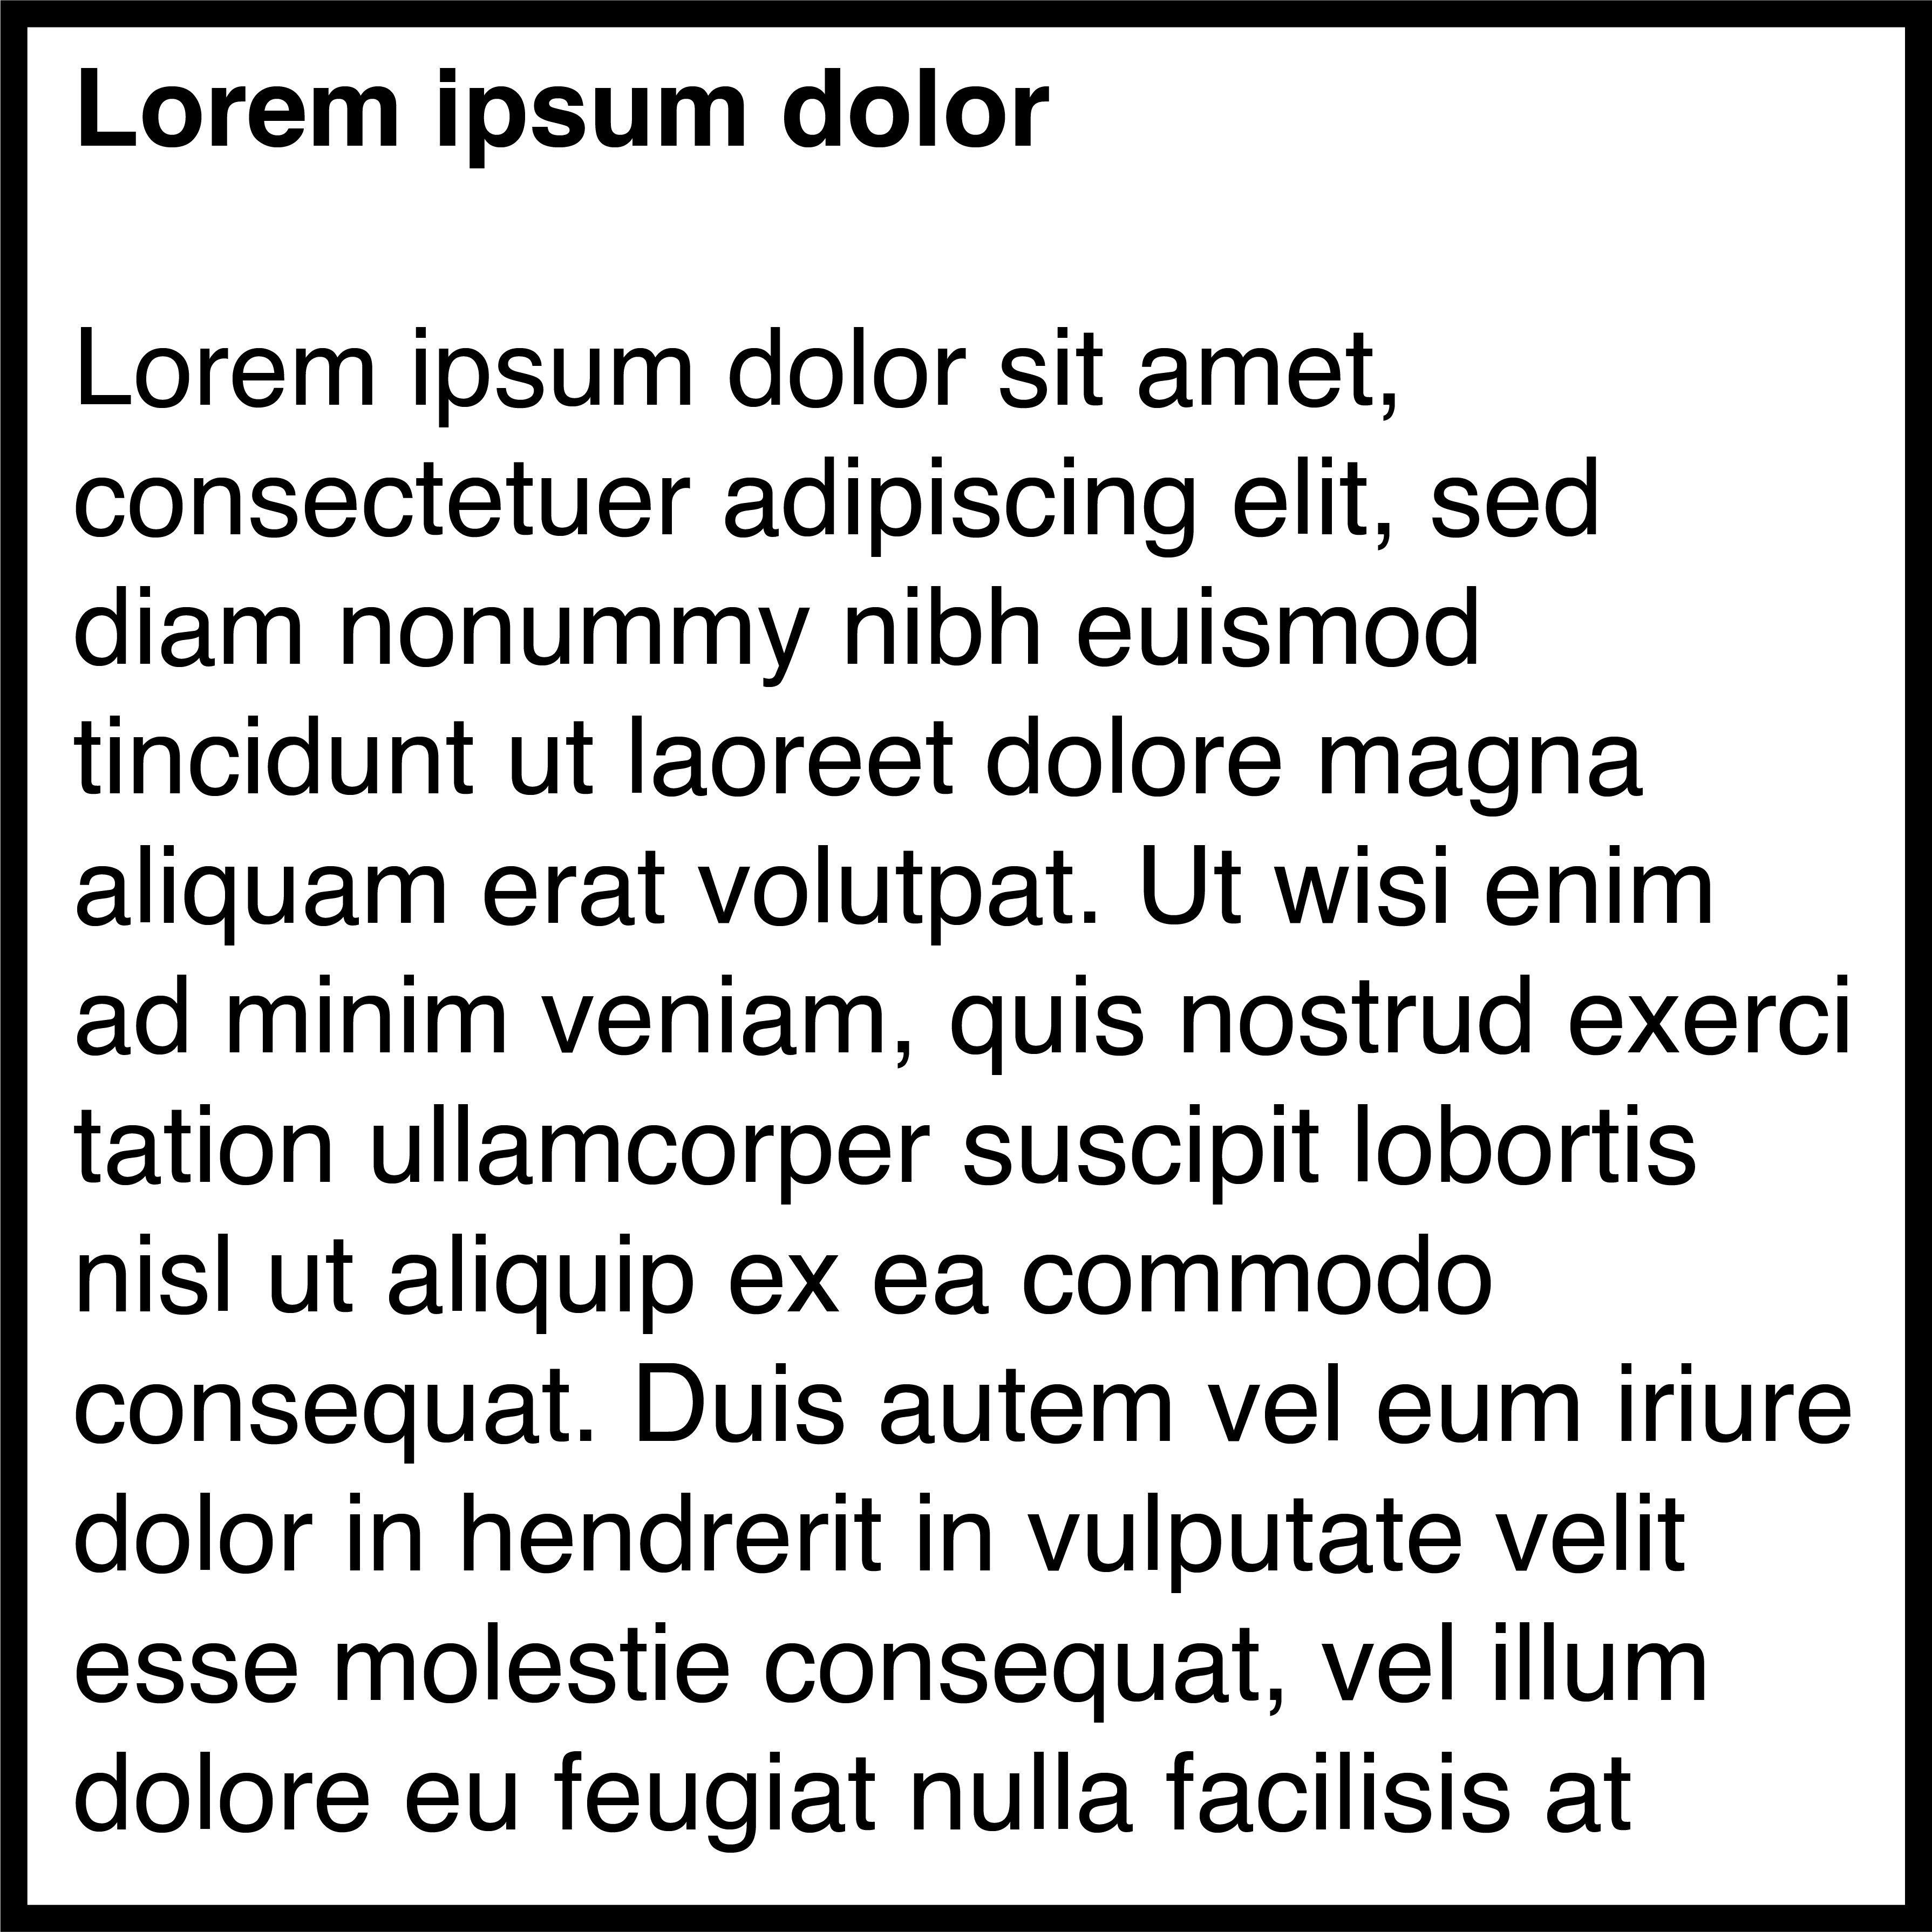 Lorem ipsum dolor
Lorem ipsum dolor sit amet,
consectetuer adipiscing elit, sed
diam nonummy nibh euismod
tincidunt ut laoreet dolore magna
aliquam erat volutpat. Ut wisi enim
ad minim veniam, quis nostrud exerci
tation ullamcorper suscipit lobortis
nisl ut aliquip ex ea commodo
consequat. Duis autem vel eum iriure
dolor in hendrerit in vulputate velit
esse molestie consequat, vel illum
dolore eu feugiat nulla facilisis at